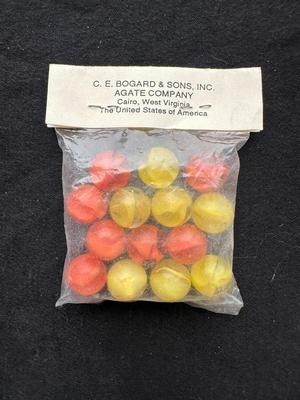 C. E. BOGARD & SONS, INC.
AGATE COMPANY
Cairo, West Virginia
The United States of America